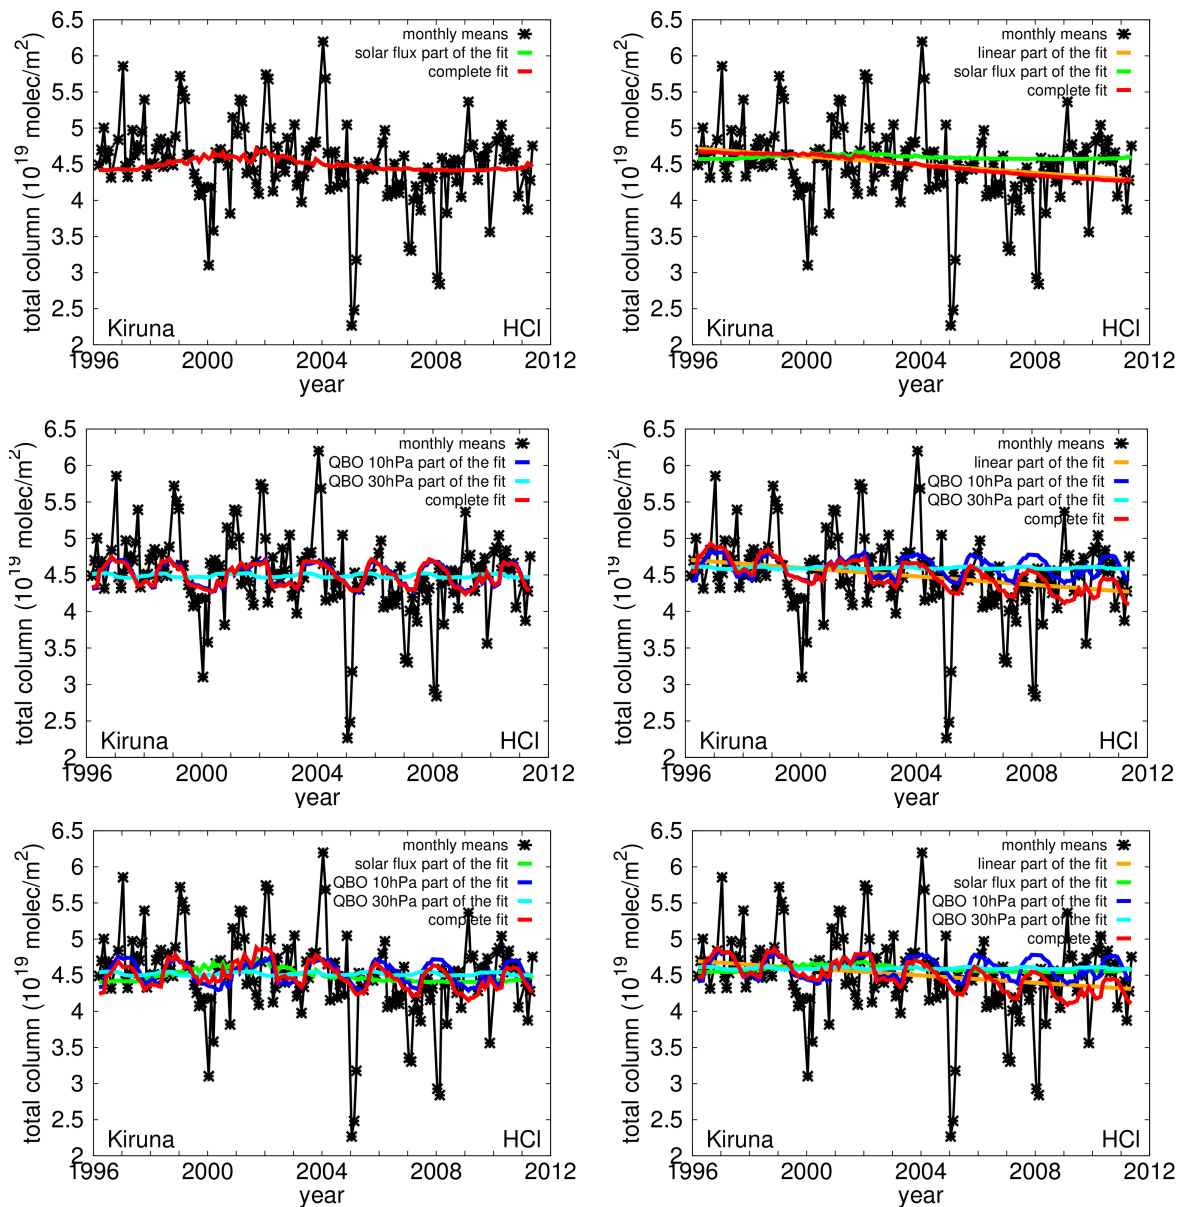 6.5
monthly means
solar flux part of the fit
complete fit
6
5.5
5
4.5
4
3.5
3
2.5
2
total column (10^19 molec/m^2)
Kiruna
HCl
1996
2000
2004
2008
2012
year
6.5
monthly means
linear part of the fit
solar flux part of the fit
complete fit
6
5.5
5
4.5
4
3.5
3
2.5
2
total column (10^19 molec/m^2)
Kiruna
HCl
1996
2000
2004
2008
2012
year
6.5
monthly means
QBO 10hPa part of the fit
QBO 30hPa part of the fit
complete fit
6
5.5
5
4.5
4
3.5
3
2.5
2
total column (10^19 molec/m^2)
Kiruna
HCl
1996
2000
2004
2008
2012
year
6.5
monthly means
linear part of the fit
QBO 10hPa part of the fit
QBO 30hPa part of the fit
complete fit
6
5.5
5
4.5
4
3.5
3
2.5
2
total column (10^19 molec/m^2)
Kiruna
HCl
1996
2000
2004
2008
2012
year
6.5
monthly means
solar flux part of the fit
QBO 10hPa part of the fit
QBO 30hPa part of the fit
complete fit
6
5.5
5
4.5
4
3.5
3
2.5
2
total column (10^19 molec/m^2)
Kiruna
HCl
1996
2000
2004
2008
2012
year
6.5
monthly means
linear part of the fit
solar flux part of the fit
QBO 10hPa part of the fit
QBO 30hPa part of the fit
complete
6
5.5
5
4.5
4
3.5
3
2.5
2
total column (10^19 molec/m^2)
Kiruna
HCl
1996
2000
2004
2008
2012
year